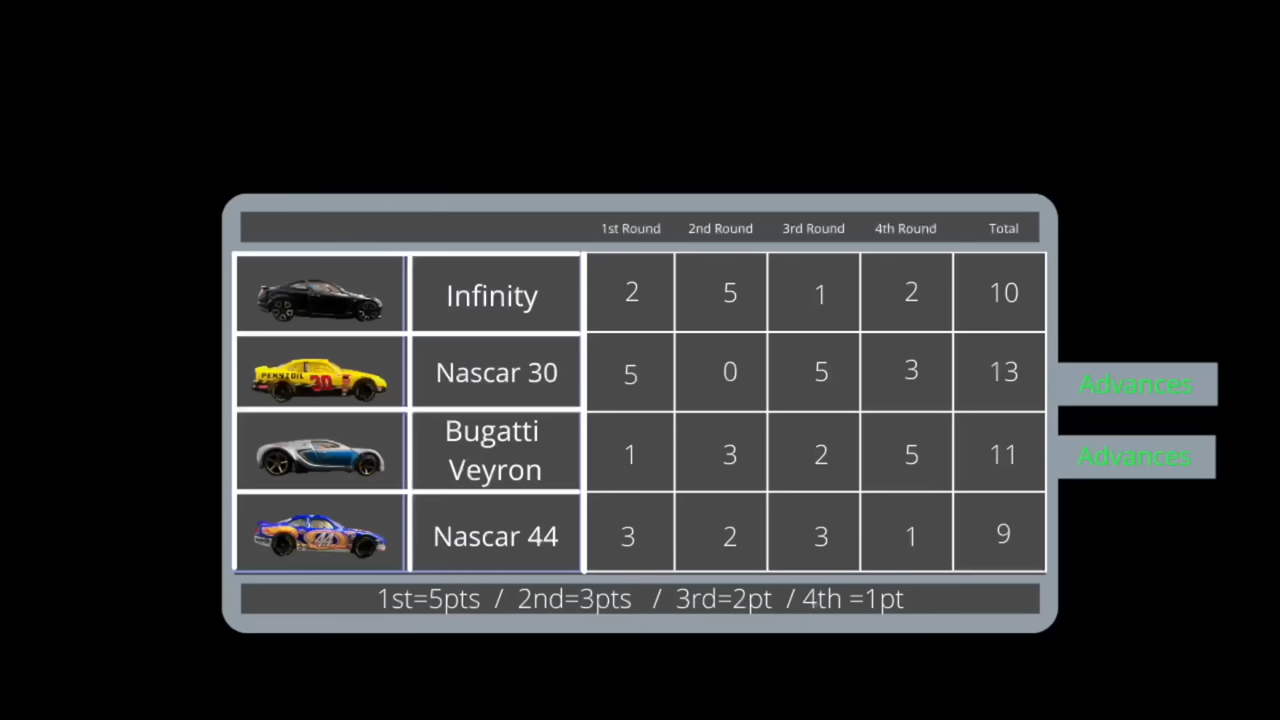 1st Round 2nd Round 3rd Round 4th Round Total
Infinity 2 5 1 2 10
PENNZOIL 30
Nascar 30 5 0 5 3 13
Advances
Bugatti
Veyron 1 3 2 5 11
Advances
44
Nascar 44 3 2 3 1 9
1st=5pts / 2nd=3pts / 3rd=2pt / 4th =1pt